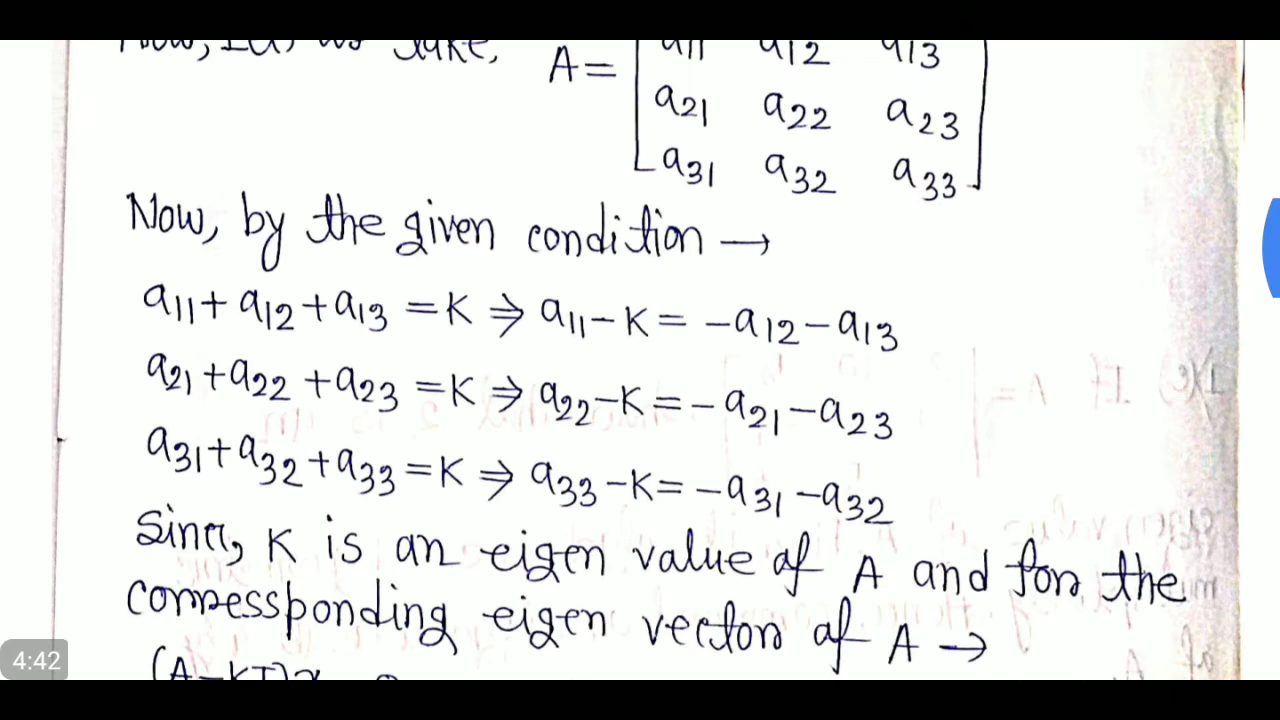 A = [ a11 a12 a13
a21 a22 a23
a31 a32 a33 ]
Now, by the given condition →
a11 + a12 + a13 = K ⇒ a11 − K = −a12 − a13
a21 + a22 + a23 = K ⇒ a22 − K = −a21 − a23
a31 + a32 + a33 = K ⇒ a33 − K = −a31 − a32
Since, K is an eigen value of A and for the
corresponding eigen vector of A →
4:42